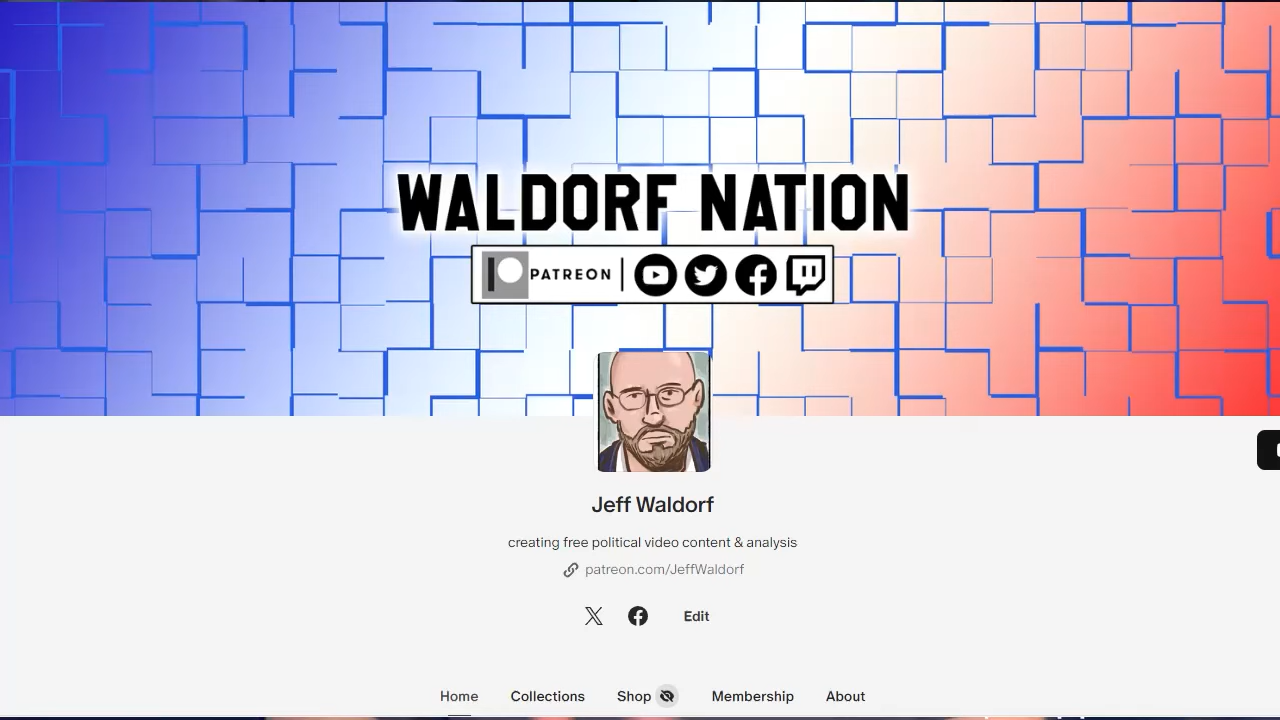 WALDORF NATION
PATREON
Jeff Waldorf
creating free political video content & analysis
patreon.com/JeffWaldorf
Edit
Home Collections Shop Membership About